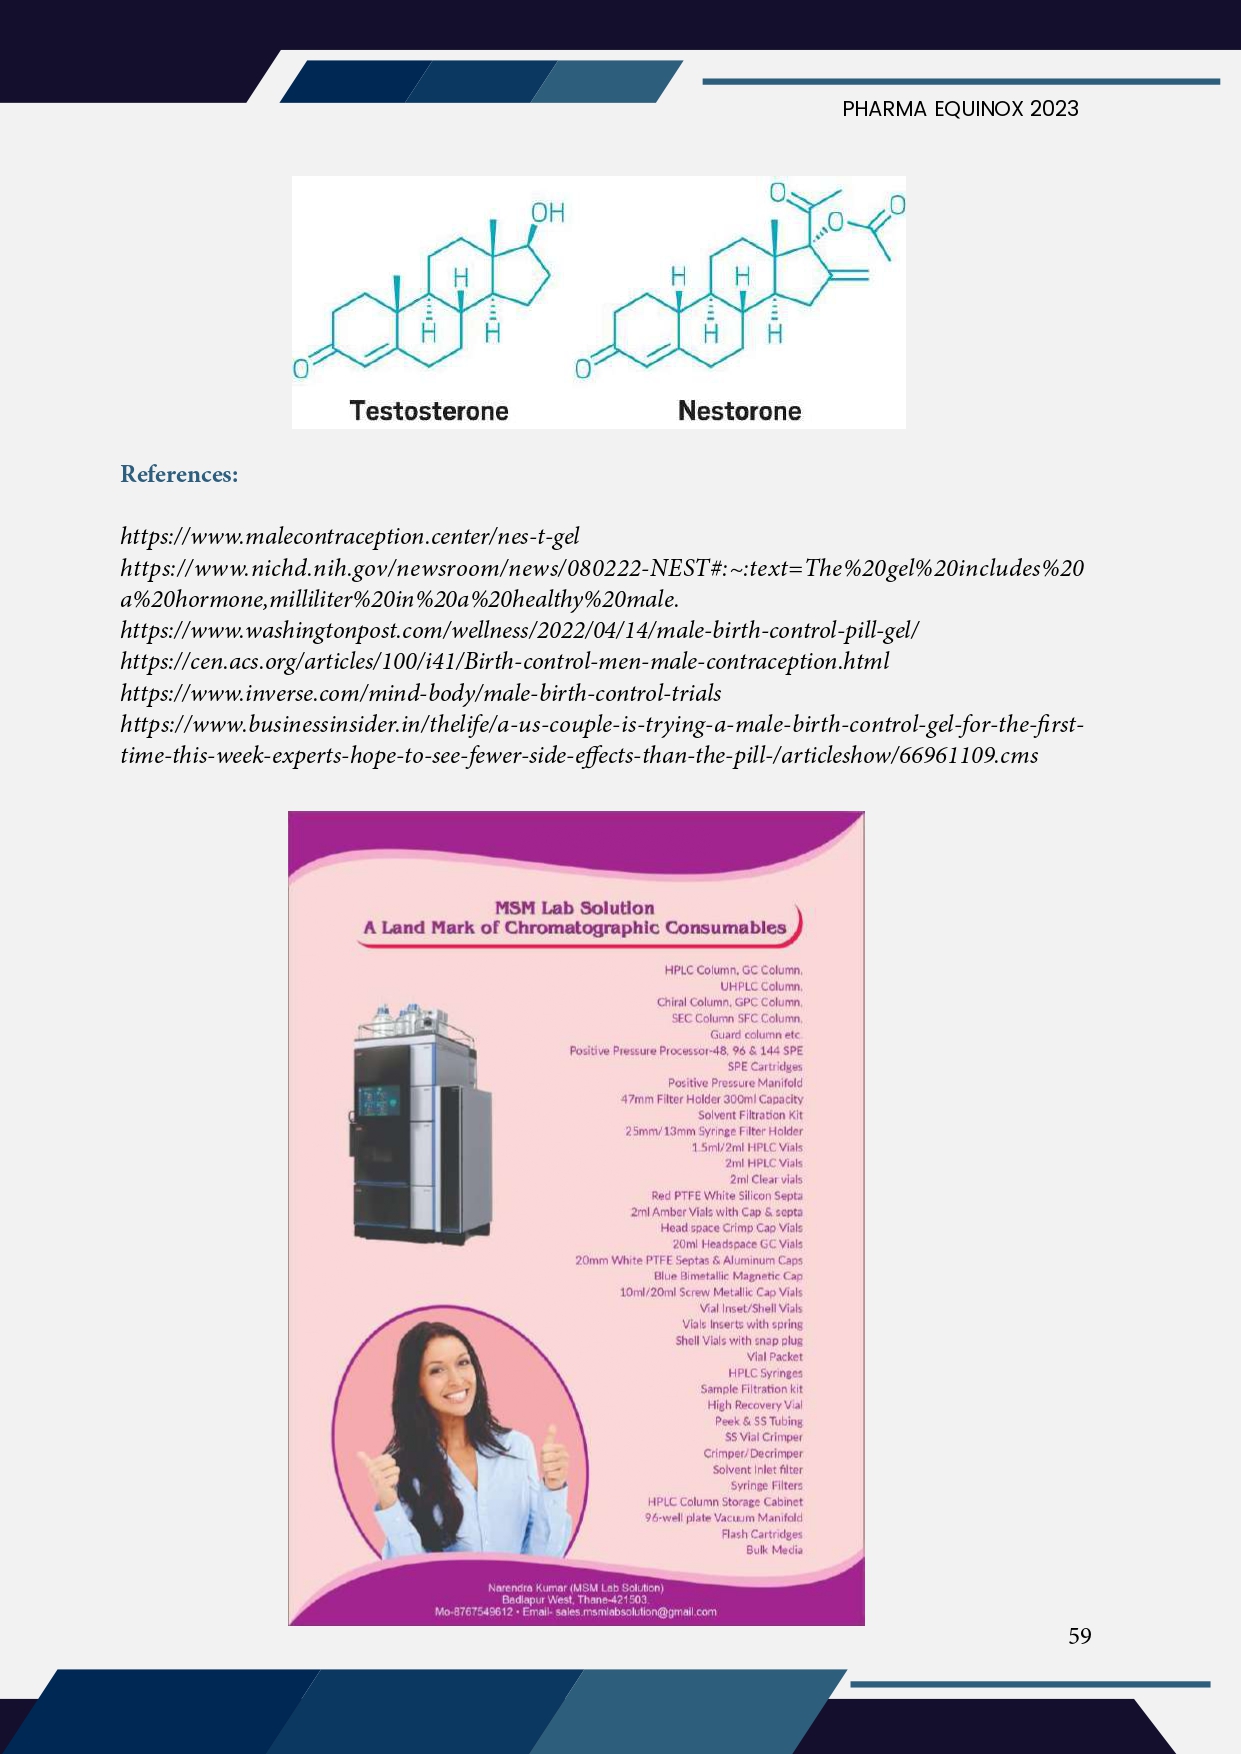 PHARMA EQUINOX 2023
OH
H
H
H
O
Testosterone
O
O
O
H
H
H
H
O
Nestorone
References:
https://www.malecontraception.center/nes-t-gel
https://www.nichd.nih.gov/newsroom/news/080222-NEST#:~:text=The%20gel%20includes%20
a%20hormone,milliliter%20in%20a%20healthy%20male.
https://www.washingtonpost.com/wellness/2022/04/14/male-birth-control-pill-gel/
https://cen.acs.org/articles/100/i41/Birth-control-men-male-contraception.html
https://www.inverse.com/mind-body/male-birth-control-trials
https://www.businessinsider.in/thelife/a-us-couple-is-trying-a-male-birth-control-gel-for-the-first-
time-this-week-experts-hope-to-see-fewer-side-effects-than-the-pill-/articleshow/66961109.cms
MSM Lab Solution
A Land Mark of Chromatographic Consumables
HPLC Column, GC Column,
UHPLC Column,
Chiral Column, GPC Column,
SEC Column SFC Column,
Guard column etc.
Positive Pressure Processor-48, 96 & 144 SPE
SPE Cartridges
Positive Pressure Manifold
47mm Filter Holder 300ml Capacity
Solvent Filtration Kit
25mm/13mm Syringe Filter Holder
1.5ml/2ml HPLC Vials
2ml HPLC Vials
2ml Clear vials
Red PTFE White Silicon Septa
2ml Amber Vials with Cap & septa
Head space Crimp Cap Vials
20ml Headspace GC Vials
20mm White PTFE Septas & Aluminum Caps
Blue Bimetallic Magnetic Cap
10ml/20ml Screw Metallic Cap Vials
Vial Inset/Shell Vials
Vials Inserts with spring
Shell Vials with snap plug
Vial Packet
HPLC Syringes
Sample Filtration kit
High Recovery Vial
Peek & SS Tubing
SS Vial Crimper
Crimper/Decrimper
Solvent Inlet filter
Syringe Filters
HPLC Column Storage Cabinet
96-well plate Vacuum Manifold
Flash Cartridges
Bulk Media
Narendra Kumar (MSM Lab Solution)
Badlapur West, Thane-421503.
Mo-8767549612 • Email- sales.msmlabsolution@gmail.com
59